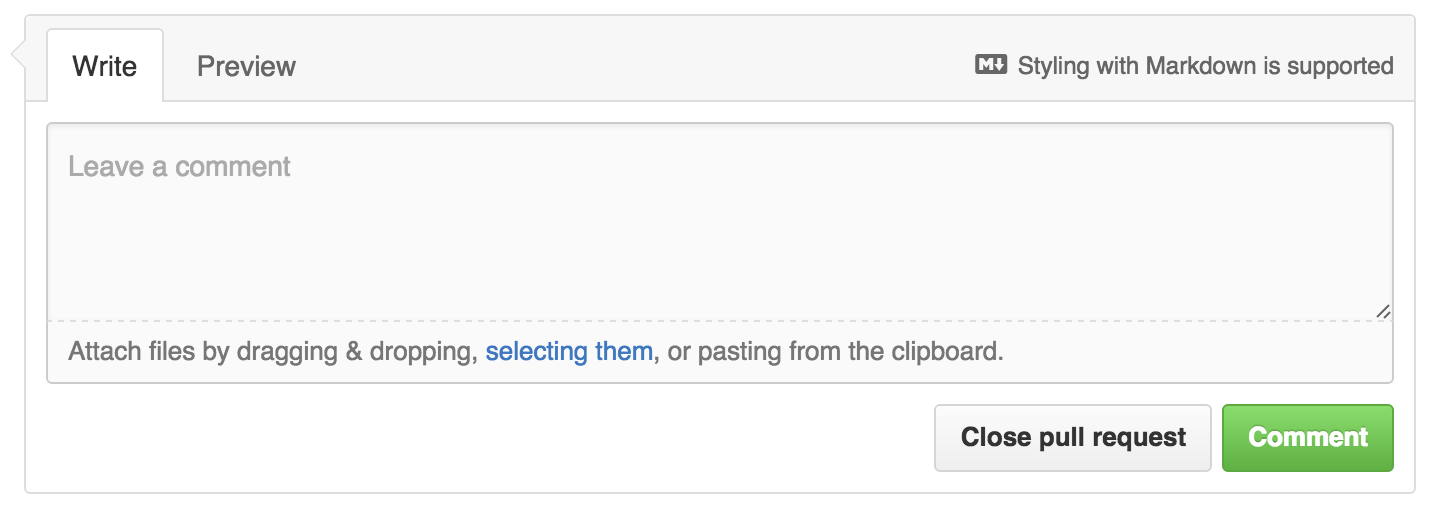 Write Preview M↓ Styling with Markdown is supported
Leave a comment
Attach files by dragging & dropping, selecting them, or pasting from the clipboard.
Close pull request Comment